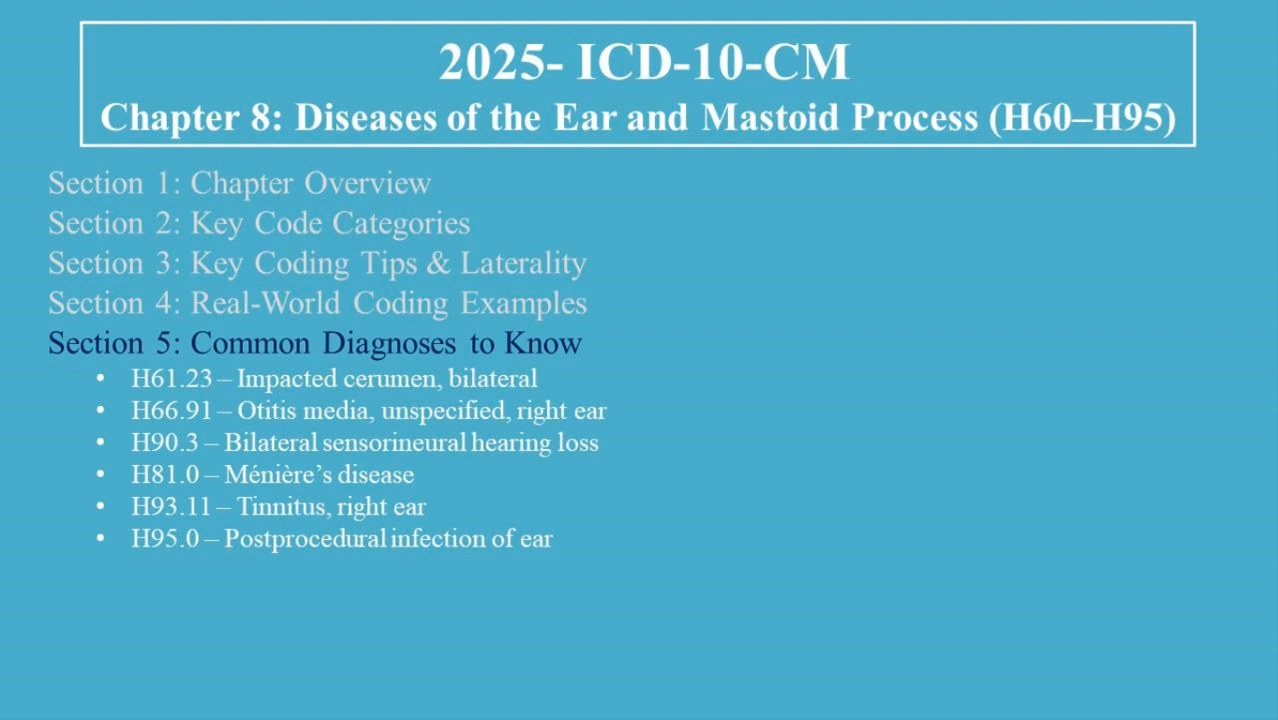 2025- ICD-10-CM
Chapter 8: Diseases of the Ear and Mastoid Process (H60–H95)
Section 1: Chapter Overview
Section 2: Key Code Categories
Section 3: Key Coding Tips & Laterality
Section 4: Real-World Coding Examples
Section 5: Common Diagnoses to Know
• H61.23 – Impacted cerumen, bilateral
• H66.91 – Otitis media, unspecified, right ear
• H90.3 – Bilateral sensorineural hearing loss
• H81.0 – Ménière’s disease
• H93.11 – Tinnitus, right ear
• H95.0 – Postprocedural infection of ear